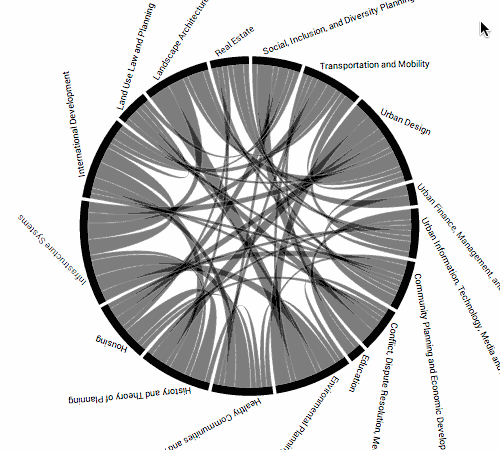 Real Estate
Social, Inclusion, and Diversity Planning
Transportation and Mobility
Urban Design
Urban Finance, Management, an
Urban Information, Technology, Media and
Community Planning and Economic Develop
Conflict, Dispute Resolution, Me
Education
Environmental Plannin
Healthy Communities and
History and Theory of Planning
Housing
Infrastructure Systems
International Development
Land Use Law and Planning
Landscape Architecture